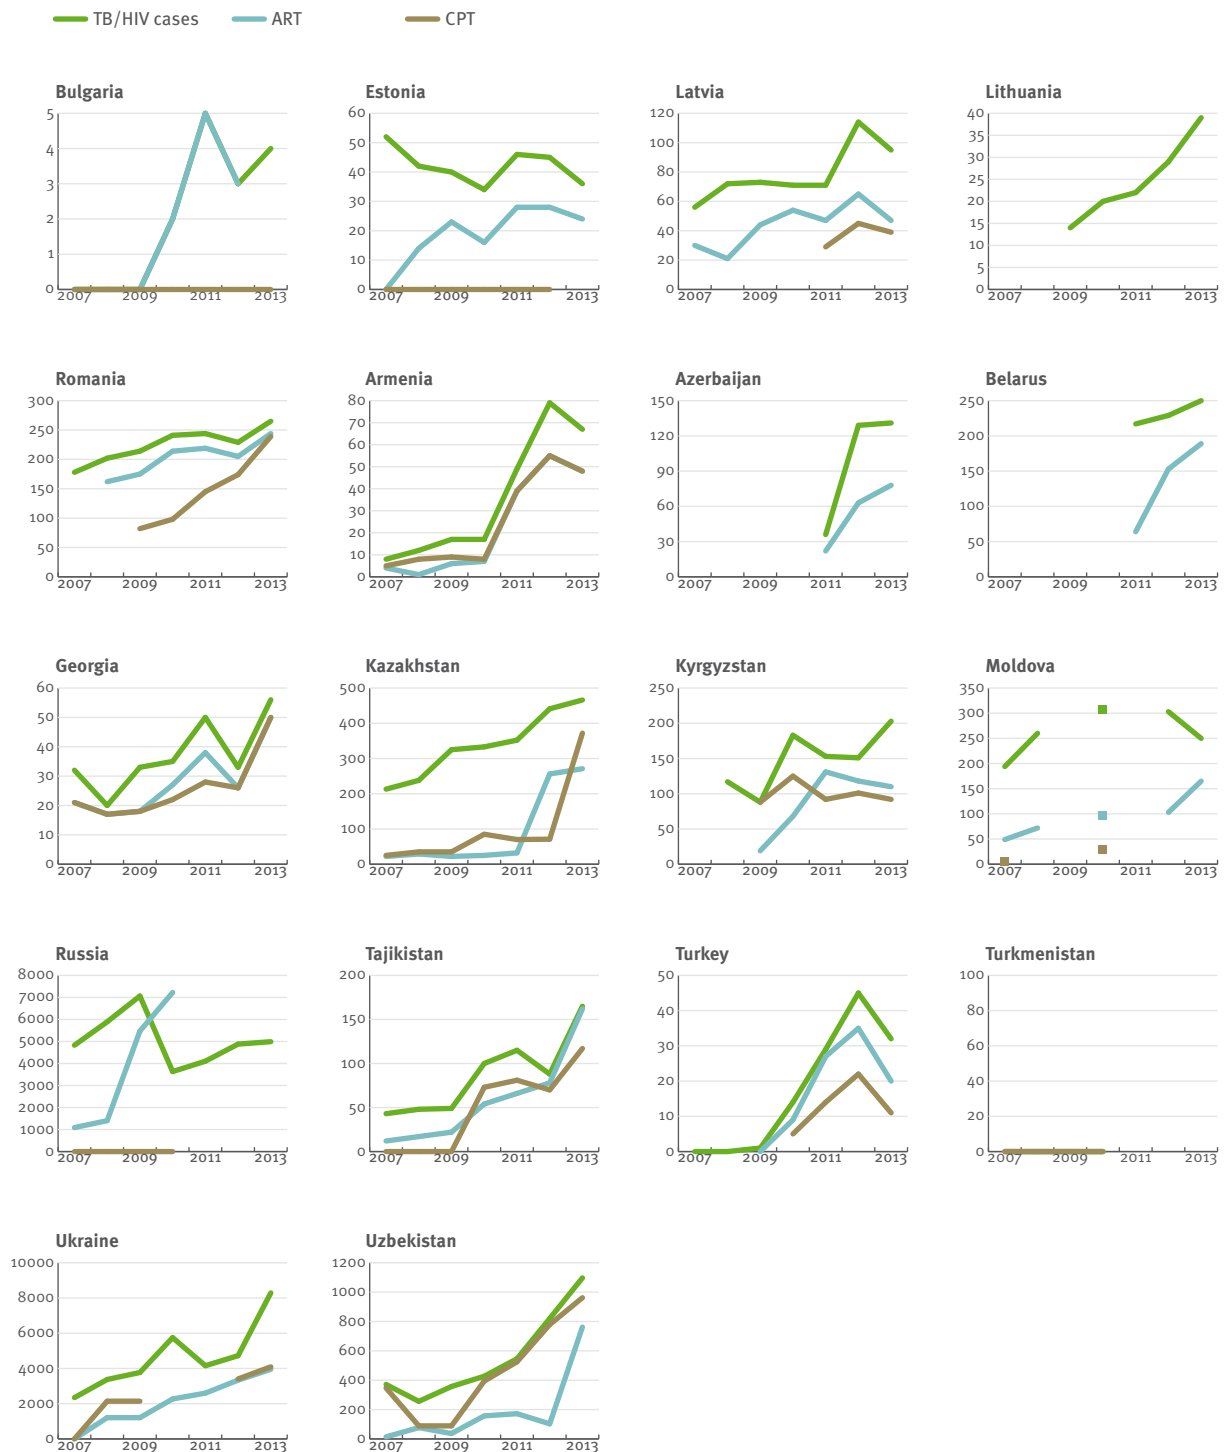 TB/HIV cases ART CPT
Bulgaria Estonia Latvia Lithuania
5 4 3 2 1 0 60 50 40 30 20 10 0 120 100 80 60 40 20 0 40 35 30 25 20 15 10 5 0
2007 2009 2011 2013 2007 2009 2011 2013 2007 2009 2011 2013 2007 2009 2011 2013
Romania Armenia Azerbaijan Belarus
300 250 200 150 100 50 0 80 70 60 50 40 30 20 10 0 150 120 90 60 30 0 250 200 150 100 50 0
2007 2009 2011 2013 2007 2009 2011 2013 2007 2009 2011 2013 2007 2009 2011 2013
Georgia Kazakhstan Kyrgyzstan Moldova
60 50 40 30 20 10 0 500 400 300 200 100 0 250 200 150 100 50 0 350 300 250 200 150 100 50 0
2007 2009 2011 2013 2007 2009 2011 2013 2007 2009 2011 2013 2007 2009 2011 2013
Russia Tajikistan Turkey Turkmenistan
8000 7000 6000 5000 4000 3000 2000 1000 0 200 150 100 50 0 50 40 30 20 10 0 100 80 60 40 20 0
2007 2009 2011 2013 2007 2009 2011 2013 2007 2009 2011 2013 2007 2009 2011 2013
Ukraine Uzbekistan
10000 8000 6000 4000 2000 0 1200 1000 800 600 400 200 0
2007 2009 2011 2013 2007 2009 2011 2013